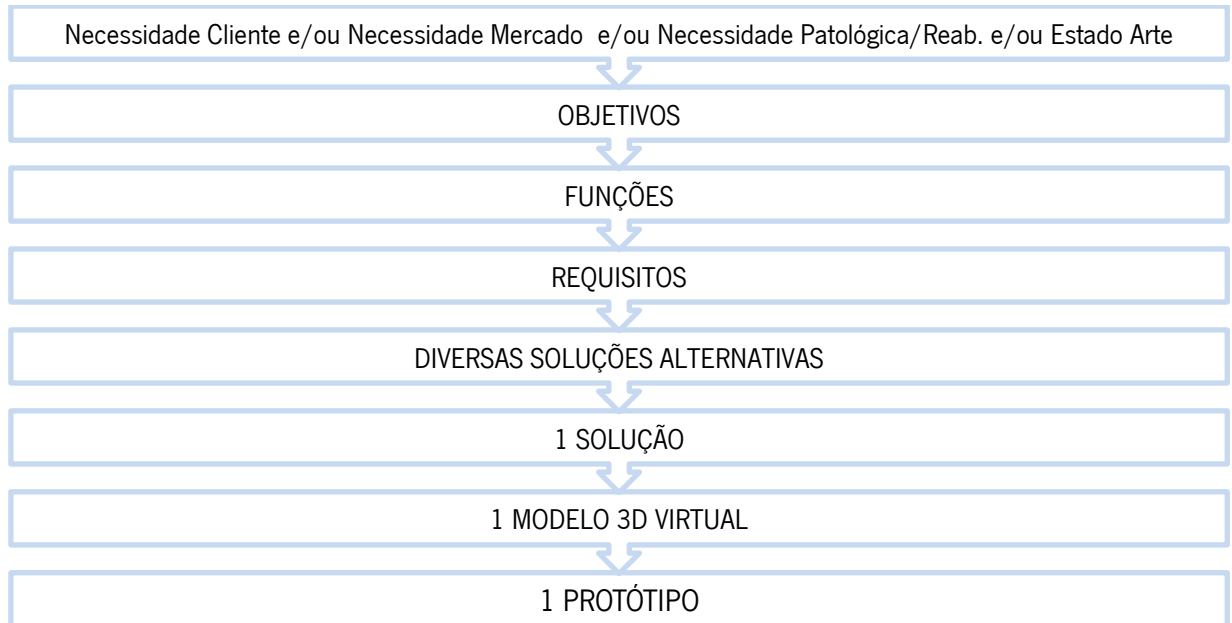 Necessidade Cliente e/ou Necessidade Mercado e/ou Necessidade Patológica/Reab. e/ou Estado Arte
OBJETIVOS
FUNÇÕES
REQUISITOS
DIVERSAS SOLUÇÕES ALTERNATIVAS
1 SOLUÇÃO
1 MODELO 3D VIRTUAL
1 PROTÓTIPO